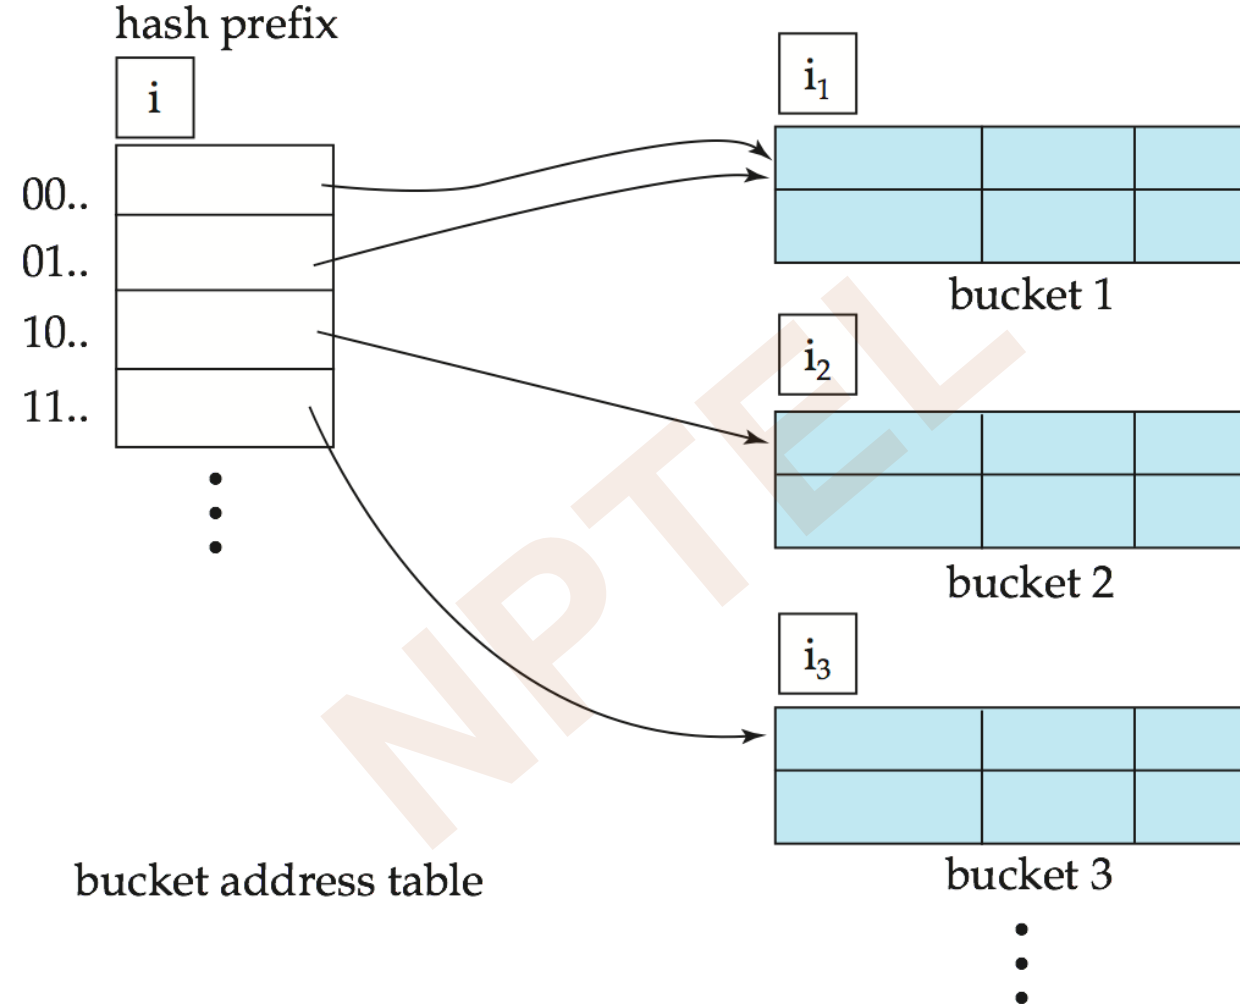 hash prefix
i
00..
01..
10..
11..
bucket address table
i₁
bucket 1
i₂
bucket 2
i₃
bucket 3
NPTEL